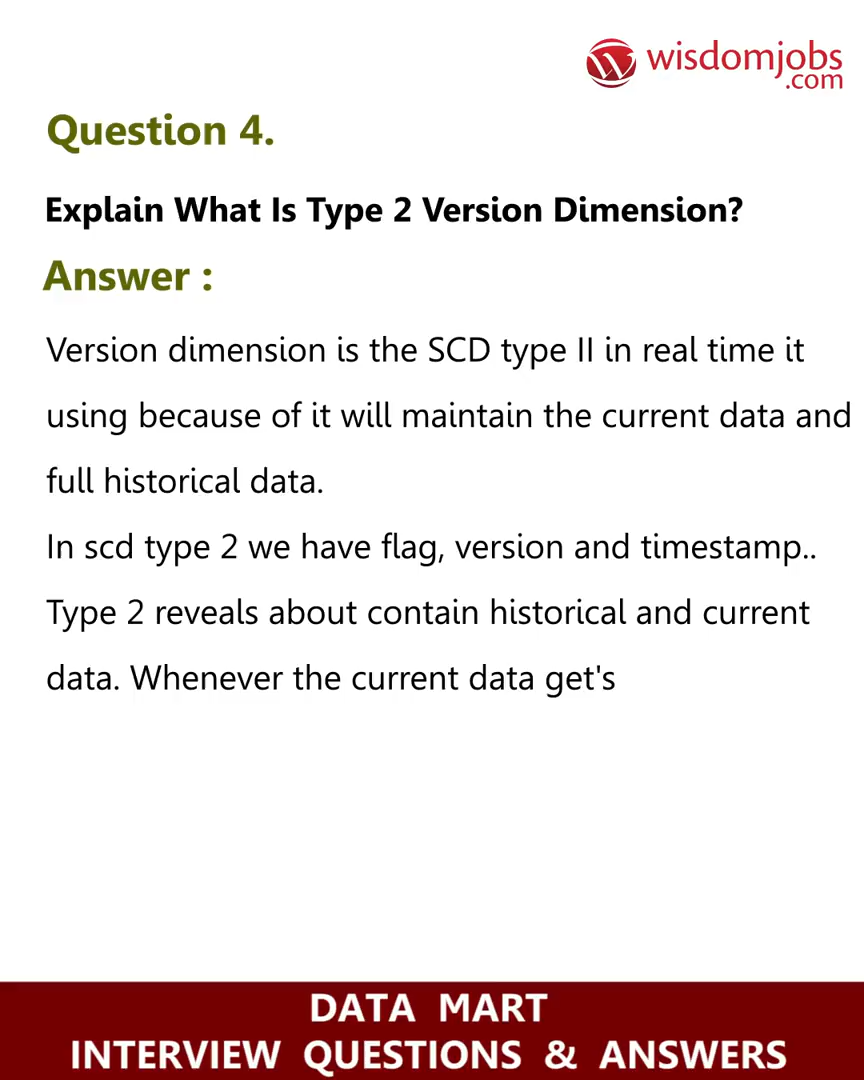 wisdomjobs
.com
Question 4.
Explain What Is Type 2 Version Dimension?
Answer :
Version dimension is the SCD type II in real time it
using because of it will maintain the current data and
full historical data.
In scd type 2 we have flag, version and timestamp..
Type 2 reveals about contain historical and current
data. Whenever the current data get's
DATA MART
INTERVIEW QUESTIONS & ANSWERS